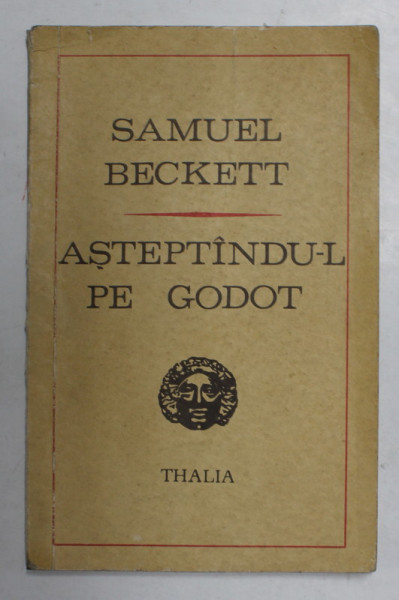 SAMUEL
BECKETT
AȘTEPTÎNDU-L
PE GODOT
THALIA